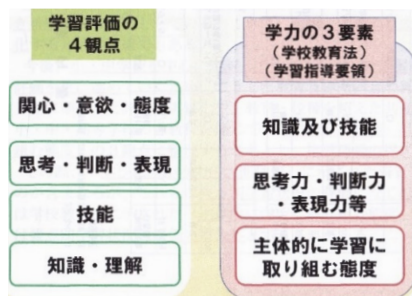 学習評価の
4観点
関心・意欲・態度
思考・判断・表現
技能
知識・理解
学力の3要素
(学校教育法)
(学習指導要領)
知識及び技能
思考力・判断力
・表現力等
主体的に学習に
取り組む態度